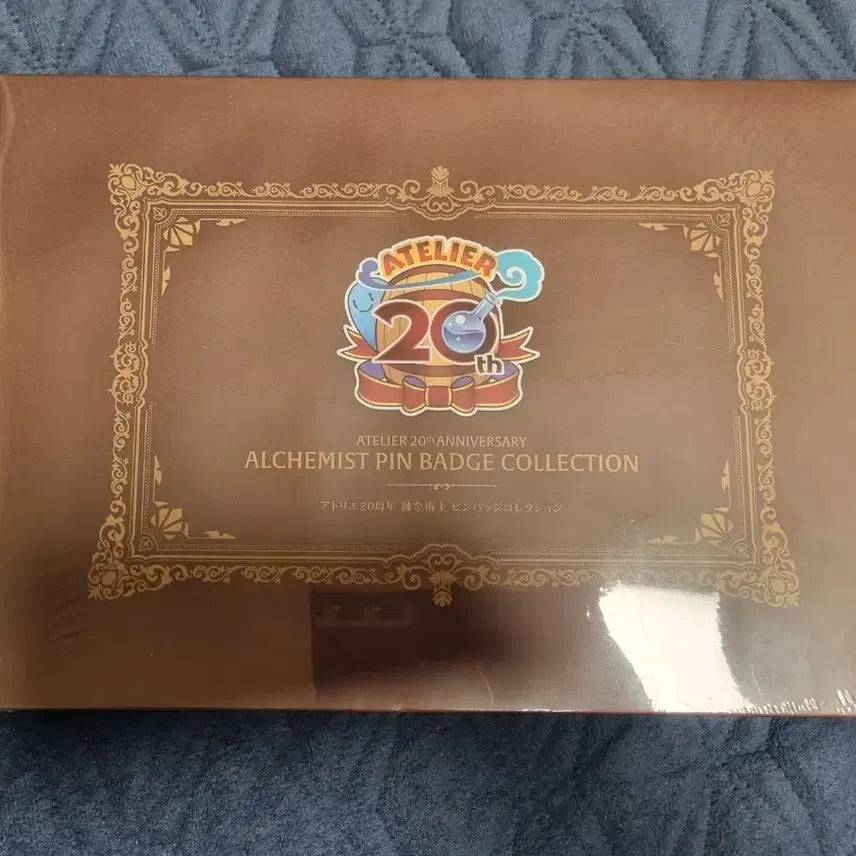 ATELIER
20th
ATELIER 20th ANNIVERSARY
ALCHEMIST PIN BADGE COLLECTION
アトリエ20周年 錬金術士 ピンバッジコレクション